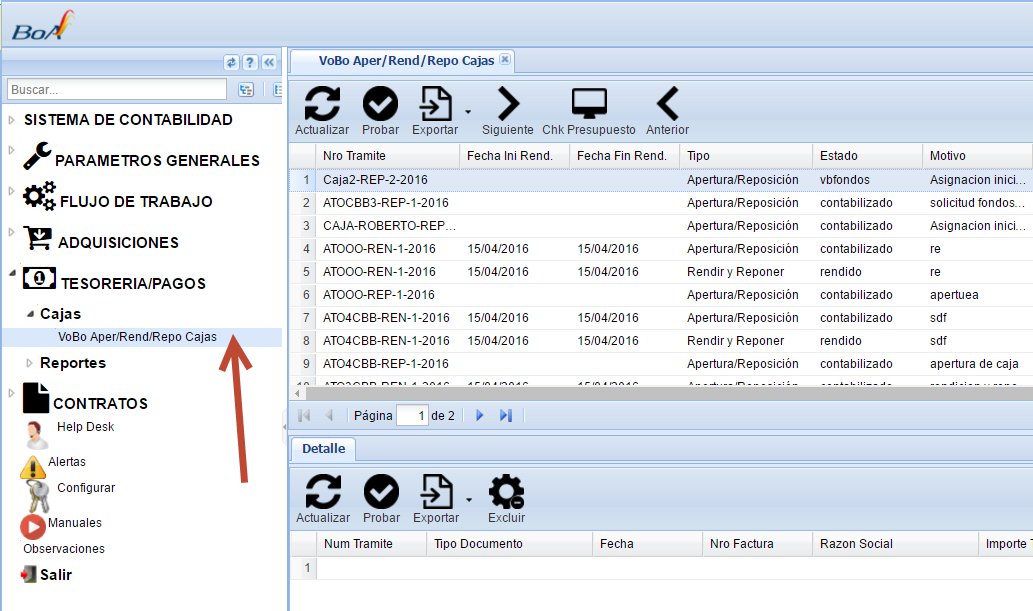 BoA
Buscar...
SISTEMA DE CONTABILIDAD
PARAMETROS GENERALES
FLUJO DE TRABAJO
ADQUISICIONES
TESORERIA/PAGOS
Cajas
VoBo Aper/Rend/Repo Cajas
Reportes
CONTRATOS
Help Desk
Alertas
Configurar
Manuales
Observaciones
Salir
VoBo Aper/Rend/Repo Cajas
Actualizar Probar Exportar Siguiente Chk Presupuesto Anterior
Nro Tramite Fecha Ini Rend. Fecha Fin Rend. Tipo Estado Motivo
1 Caja2-REP-2-2016 Apertura/Reposición vbfondos Asignacion inici...
2 ATOCBB3-REP-1-2016 Apertura/Reposición contabilizado solicitud fondos...
3 CAJA-ROBERTO-REP... Apertura/Reposición contabilizado Asignacion inici...
4 ATOOO-REN-1-2016 15/04/2016 15/04/2016 Apertura/Reposición contabilizado re
5 ATOOO-REN-1-2016 15/04/2016 15/04/2016 Rendir y Reponer rendido re
6 ATOOO-REP-1-2016 Apertura/Reposición contabilizado apertuea
7 ATO4CBB-REN-1-2016 15/04/2016 15/04/2016 Apertura/Reposición contabilizado sdf
8 ATO4CBB-REN-1-2016 15/04/2016 15/04/2016 Rendir y Reponer rendido sdf
9 ATO4CBB-REP-1-2016 Apertura/Reposición contabilizado apertura de caja
Página 1 de 2
Detalle
Actualizar Probar Exportar Excluir
Num Tramite Tipo Documento Fecha Nro Factura Razon Social Importe
1